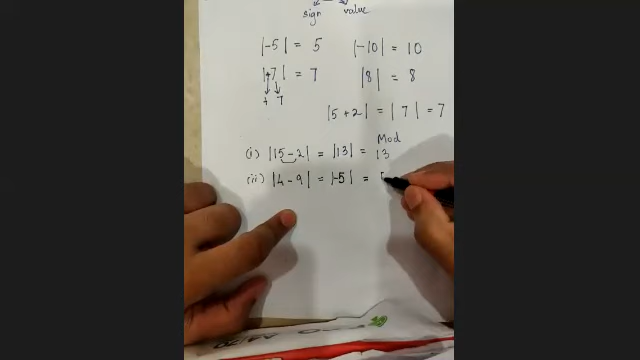 sign value
|-5| = 5 |-10| = 10
|+7| = 7 |8| = 8
+ 7
|5+2| = |7| = 7
Mod
(i) |15-2| = |13| = 13
(ii) |4-9| = |-5| =